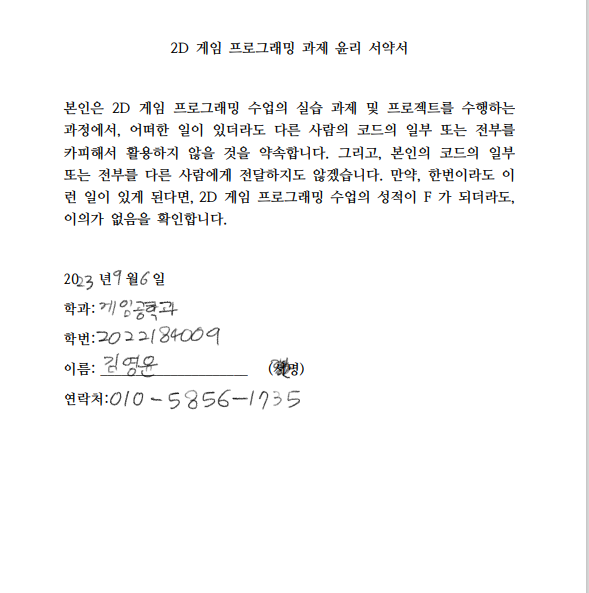 2D 게임 프로그래밍 과제 윤리 서약서
본인은 2D 게임 프로그래밍 수업의 실습 과제 및 프로젝트를 수행하는
과정에서, 어떠한 일이 있더라도 다른 사람의 코드의 일부 또는 전부를
카피해서 활용하지 않을 것을 약속합니다. 그리고, 본인의 코드의 일부
또는 전부를 다른 사람에게 전달하지도 않겠습니다. 만약, 한번이라도 이
런 일이 있게 된다면, 2D 게임 프로그래밍 수업의 성적이 F 가 되더라도,
이의가 없음을 확인합니다.
2023 년 9 월 6 일
학과: 게임공학과
학번: 2022184009
이름: 김영윤 (명)
연락처: 010-5856-1735